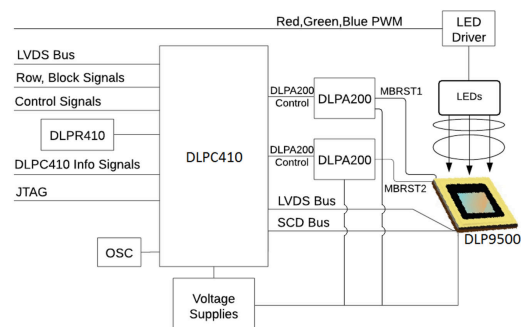 Red,Green,Blue PWM
LED
Driver
LVDS Bus
Row, Block Signals
Control Signals
DLPR410
DLPC410 Info Signals
JTAG
OSC
DLPC410
DLPA200
Control
DLPA200
MBRST1
DLPA200
Control
DLPA200
MBRST2
LEDs
LVDS Bus
SCD Bus
DLP9500
Voltage
Supplies